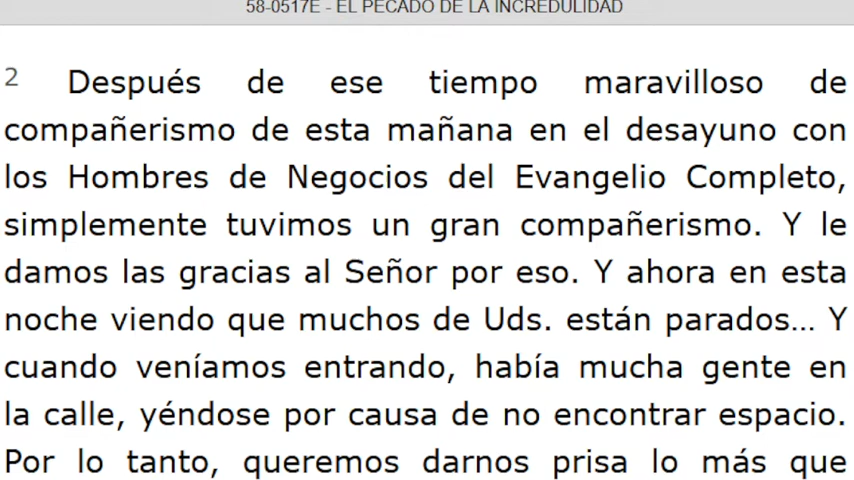 58-0517E - EL PECADO DE LA INCREDULIDAD
2 Después de ese tiempo maravilloso de
compañerismo de esta mañana en el desayuno con
los Hombres de Negocios del Evangelio Completo,
simplemente tuvimos un gran compañerismo. Y le
damos las gracias al Señor por eso. Y ahora en esta
noche viendo que muchos de Uds. están parados... Y
cuando veníamos entrando, había mucha gente en
la calle, yéndose por causa de no encontrar espacio.
Por lo tanto, queremos darnos prisa lo más que